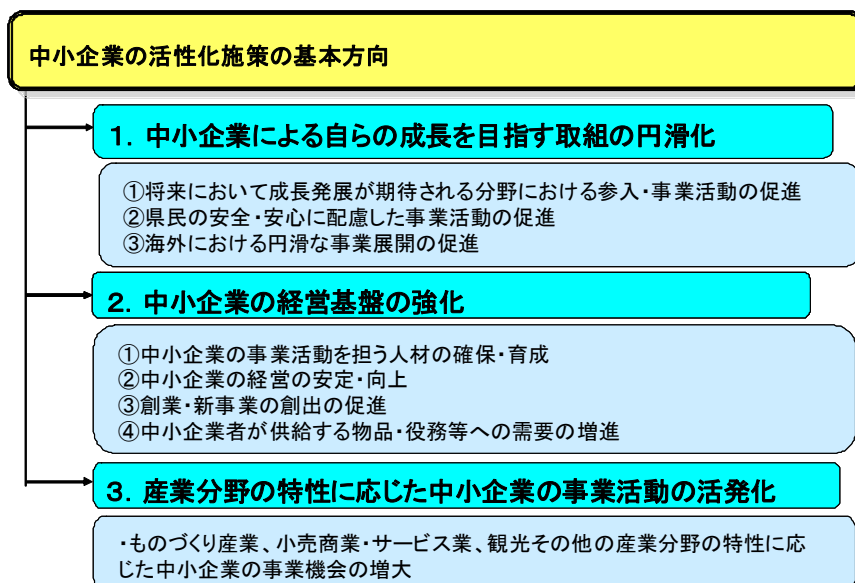 中小企業の活性化施策の基本方向
1．中小企業による自らの成長を目指す取組の円滑化
①将来において成長発展が期待される分野における参入・事業活動の促進
②県民の安全・安心に配慮した事業活動の促進
③海外における円滑な事業展開の促進
2．中小企業の経営基盤の強化
①中小企業の事業活動を担う人材の確保・育成
②中小企業の経営の安定・向上
③創業・新事業の創出の促進
④中小企業者が供給する物品・役務等への需要の増進
3．産業分野の特性に応じた中小企業の事業活動の活発化
・ものづくり産業、小売商業・サービス業、観光その他の産業分野の特性に応
じた中小企業の事業機会の増大